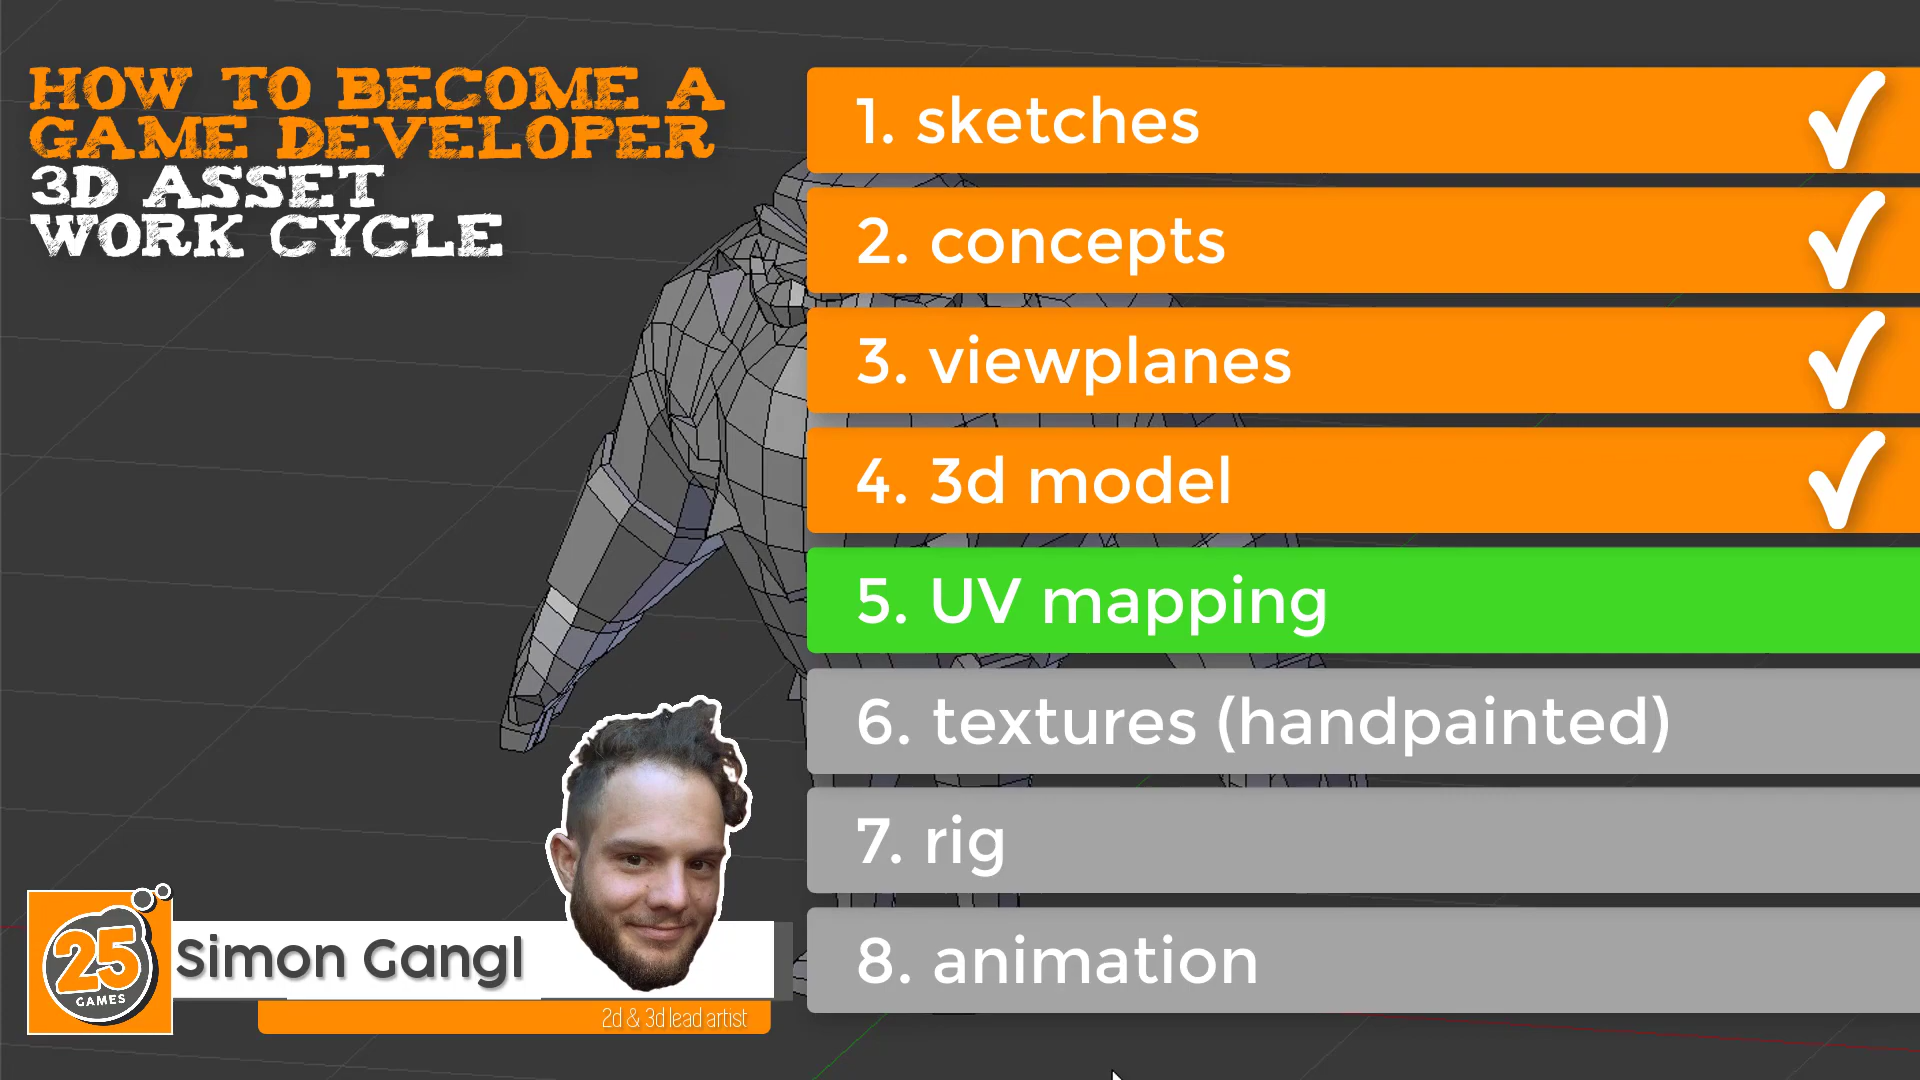 HOW TO BECOME A
GAME DEVELOPER
3D ASSET
WORK CYCLE
1. sketches
2. concepts
3. viewplanes
4. 3d model
5. UV mapping
6. textures (handpainted)
7. rig
8. animation
25
GAMES
Simon Gangl
2d & 3d lead artist